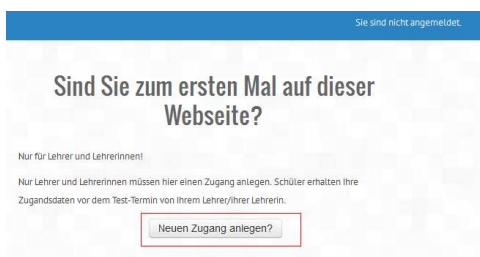 Sie sind nicht angemeldet.
Sind Sie zum ersten Mal auf dieser
Webseite?
Nur für Lehrer und Lehrerinnen!
Nur Lehrer und Lehrerinnen müssen hier einen Zugang anlegen. Schüler erhalten Ihre
Zugandsdaten vor dem Test-Termin von Ihrem Lehrer/ihrer Lehrerin.
Neuen Zugang anlegen?